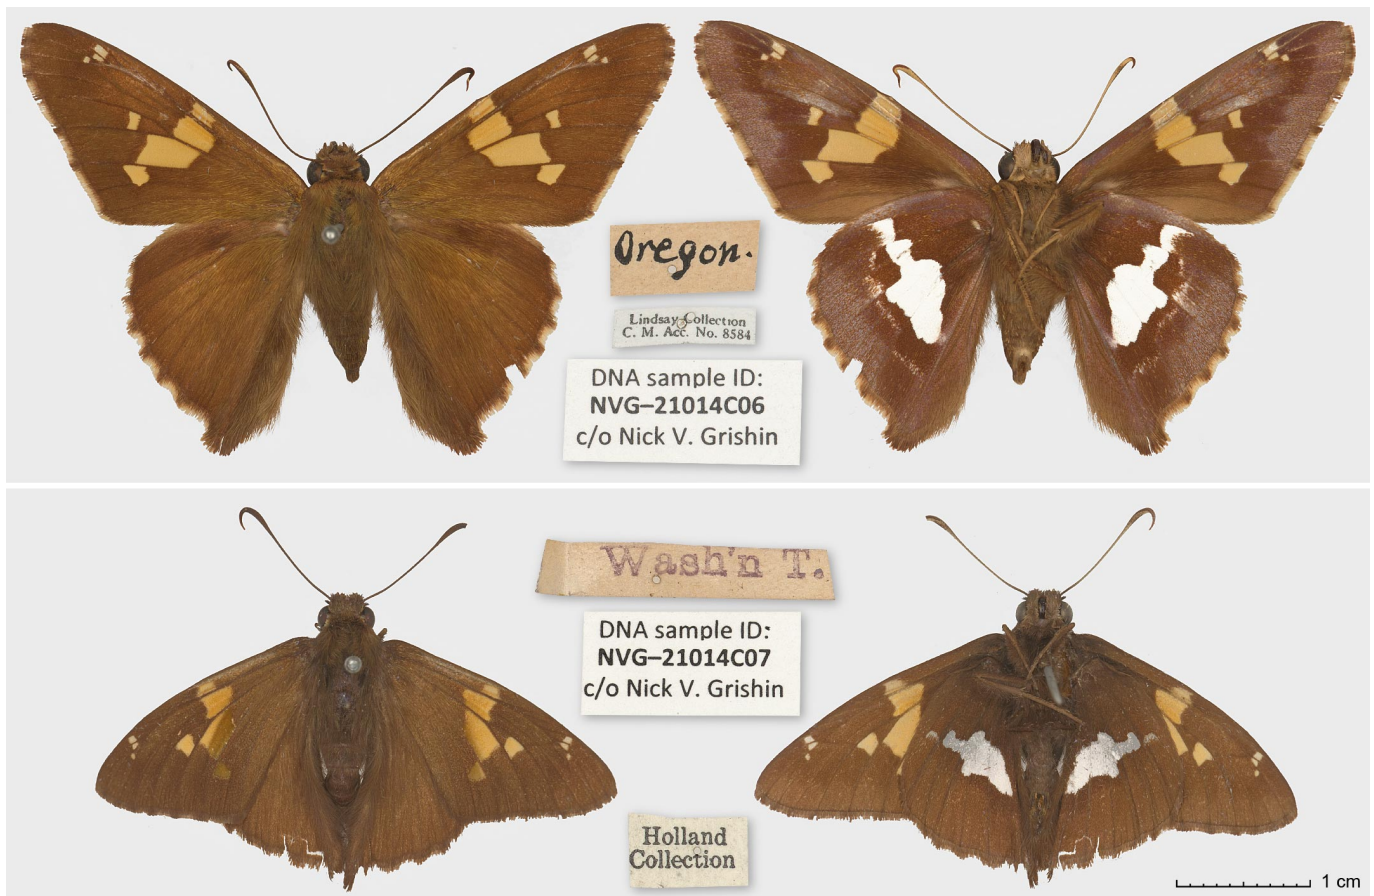 Oregon.
Lindsay Collection
C. M. Acc. No. 8584
DNA sample ID:
NVG–21014C06
c/o Nick V. Grishin
Wash'n T.
DNA sample ID:
NVG–21014C07
c/o Nick V. Grishin
Holland
Collection
1 cm